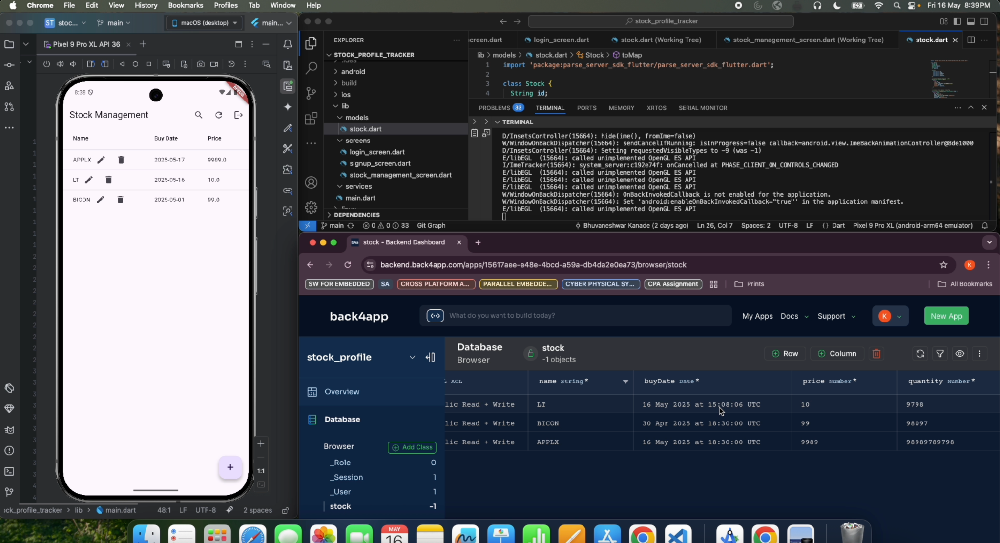 Chrome File Edit View History Bookmarks Profiles Tab Window Help
Fri 16 May 8:39 PM
ST stoc... main macOS (desktop) main...
Pixel 9 Pro XL API 36
8:38
DEBUG
Stock Management
Name Buy Date Price
APPLX 2025-05-17 9989.0
LT 2025-05-16 10.0
BICON 2025-05-01 99.0
+
1:1
ock_profile_tracker > lib > main.dart 48:1 LF UTF-8 2 spaces
stock_profile_tracker
EXPLORER
STOCK_PROFILE_TRACKER
.idea
android
build
ios
lib
models
stock.dart
screens
login_screen.dart
signup_screen.dart
stock_management_screen.dart
services
main.dart
DEPENDENCIES
screen.dart login_screen.dart stock.dart (Working Tree) stock_management_screen.dart (Working Tree) stock.dart
lib > models > stock.dart > Stock > toMap
1 import 'package:parse_server_sdk_flutter/parse_server_sdk_flutter.dart';
2
3 class Stock {
4 String id;
PROBLEMS 33 TERMINAL PORTS MEMORY XRTOS SERIAL MONITOR
TERMINAL
D/InsetsController(15664): hide(ime(), fromIme=false)
W/WindowOnBackDispatcher(15664): sendCancelIfRunning: isInProgress=false callback=android.view.ImeBackAnimationController@8de1000
D/InsetsController(15664): Setting requestedVisibleTypes to -9 (was -1)
E/libEGL (15664): called unimplemented OpenGL ES API
I/ImeTracker(15664): system_server:c192e74f: onCancelled at PHASE_CLIENT_ON_CONTROLS_CHANGED
E/libEGL (15664): called unimplemented OpenGL ES API
E/libEGL (15664): called unimplemented OpenGL ES API
E/libEGL (15664): called unimplemented OpenGL ES API
W/WindowOnBackDispatcher(15664): OnBackInvokedCallback is not enabled for the application.
W/WindowOnBackDispatcher(15664): Set 'android:enableOnBackInvokedCallback="true"' in the application manifest.
E/libEGL (15664): called unimplemented OpenGL ES API
main 0 0 33 Git Graph Bhuvaneshwar Kanade (2 days ago) Ln 26, Col 7 Spaces: 2 UTF-8 LF {} Dart Pixel 9 Pro XL (android-arm64 emulator)
b4a stock - Backend Dashboard
backend.back4app.com/apps/15617aee-e48e-4bcd-a59a-db4da2e0ea73/browser/stock K
SW FOR EMBEDDED SA CROSS PLATFORM A... PARALLEL EMBEDDE... CYBER PHYSICAL SY... CPA Assignment Prints All Bookmarks
back4app What do you want to build today? My Apps Docs Support K New App
stock_profile
Overview
Database
Browser Add Class
_Role 0
_Session 1
_User 1
stock -1
Database stock
Browser -1 objects
Row Column
ACL name String* buyDate Date* price Number* quantity Number*
lic Read + Write LT 16 May 2025 at 15:08:06 UTC 10 9798
lic Read + Write BICON 30 Apr 2025 at 18:30:00 UTC 99 98097
lic Read + Write APPLX 16 May 2025 at 18:30:00 UTC 9989 98989789798
MAY
16